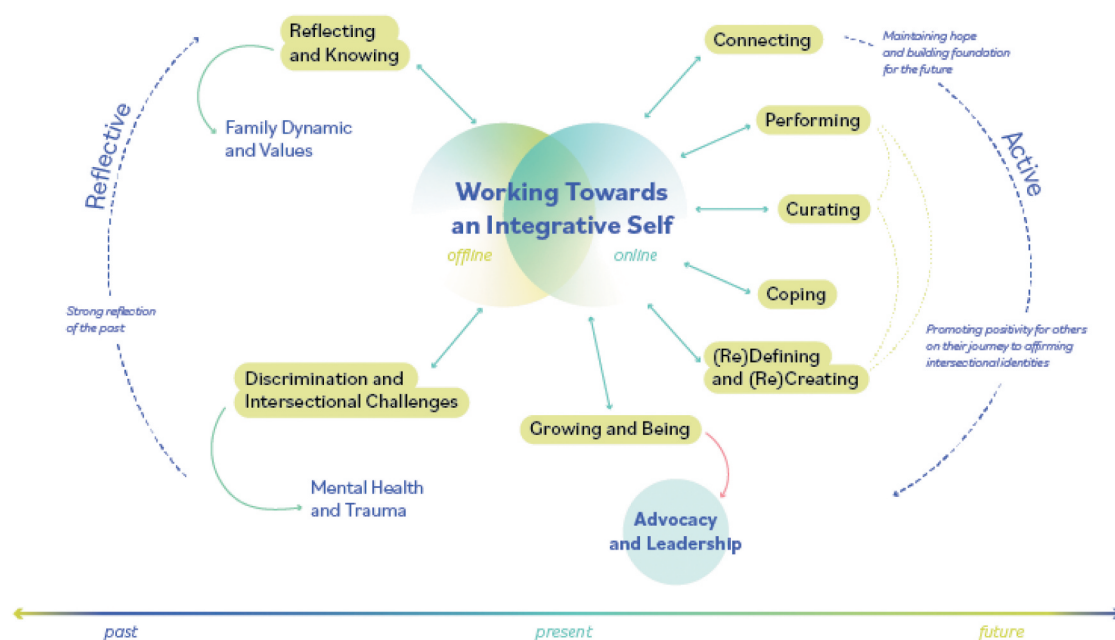 Reflecting
and Knowing
Family Dynamic
and Values
Reflective
Strong reflection
of the past
Discrimination and
Intersectional Challenges
Mental Health
and Trauma
Working Towards
an Integrative Self
offline
online
Connecting
Performing
Curating
Coping
(Re)Defining
and (Re)Creating
Growing and Being
Advocacy
and Leadership
Maintaining hope
and building foundation
for the future
Active
Promoting positivity for others
on their journey to affirming
intersectional identities
past
present
future